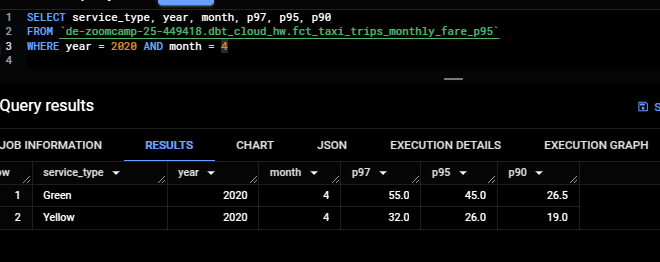 1 SELECT service_type, year, month, p97, p95, p90
2 FROM `de-zoomcamp-25-449418.dbt_cloud_hw.fct_taxi_trips_monthly_fare_p95`
3 WHERE year = 2020 AND month = 4
4
Query results
JOB INFORMATION RESULTS CHART JSON EXECUTION DETAILS EXECUTION GRAPH
service_type year month p97 p95 p90
1 Green 2020 4 55.0 45.0 26.5
2 Yellow 2020 4 32.0 26.0 19.0